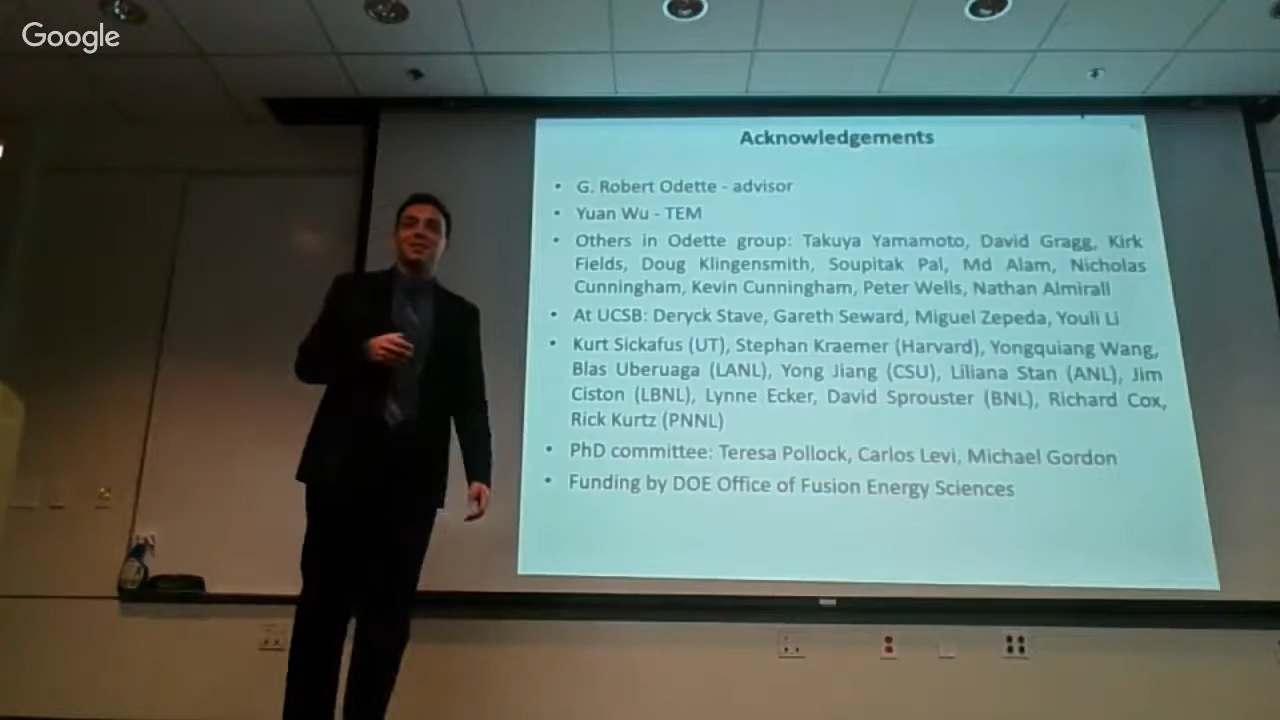 Google
Acknowledgements
• G. Robert Odette - advisor
• Yuan Wu - TEM
• Others in Odette group: Takuya Yamamoto, David Gragg, Kirk
Fields, Doug Klingensmith, Soupitak Pal, Md Alam, Nicholas
Cunningham, Kevin Cunningham, Peter Wells, Nathan Almirall
• At UCSB: Deryck Stave, Gareth Seward, Miguel Zepeda, Youli Li
• Kurt Sickafus (UT), Stephan Kraemer (Harvard), Yongquiang Wang,
Blas Uberuaga (LANL), Yong Jiang (CSU), Liliana Stan (ANL), Jim
Ciston (LBNL), Lynne Ecker, David Sprouster (BNL), Richard Cox,
Rick Kurtz (PNNL)
• PhD committee: Teresa Pollock, Carlos Levi, Michael Gordon
• Funding by DOE Office of Fusion Energy Sciences